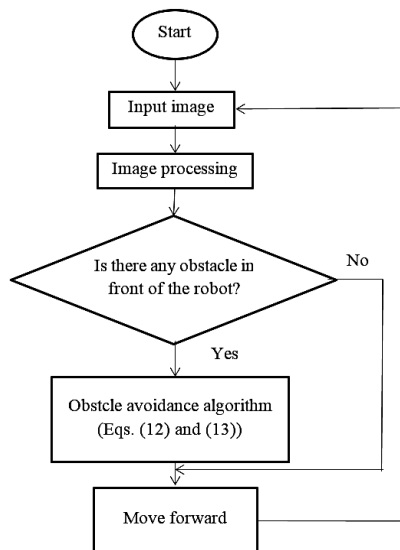 Start
Input image
Image processing
Is there any obstacle in
front of the robot?
No
Yes
Obstcle avoidance algorithm
(Eqs. (12) and (13))
Move forward